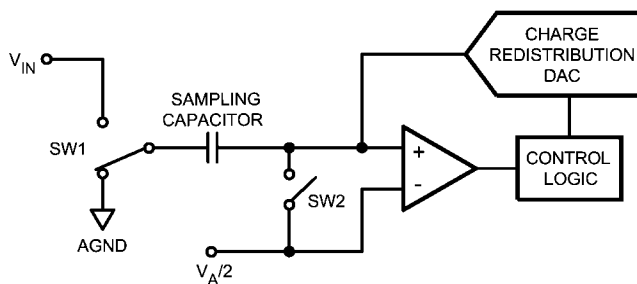 CHARGE
REDISTRIBUTION
DAC
V_IN
SAMPLING
CAPACITOR
SW1
+
-
CONTROL
LOGIC
SW2
AGND
V_A/2